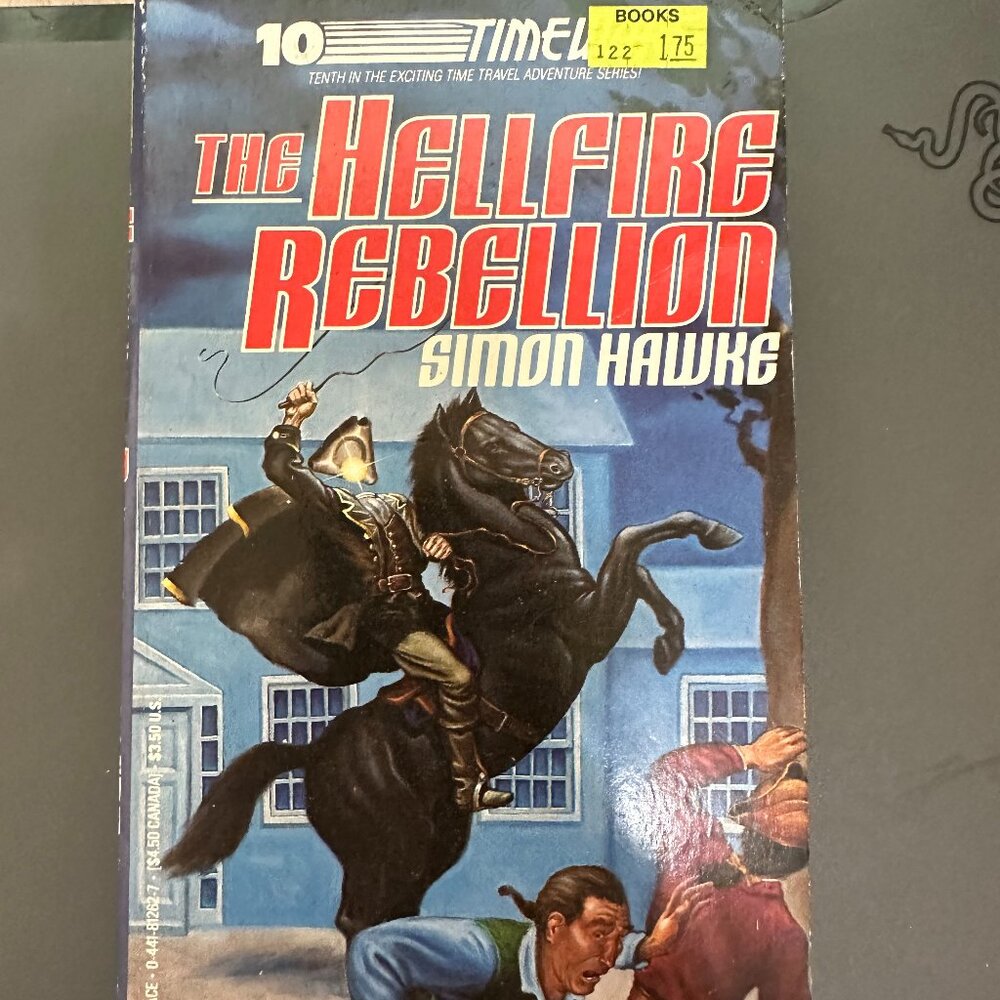 BOOKS
122 1.75
10 TIMEW
TENTH IN THE EXCITING TIME TRAVEL ADVENTURE SERIES!
THE HELLFIRE
REBELLION
SIMON HAWKE
ACE • 0-441-81262-7 • [$4.50 CANADA] • $3.50 U.S.